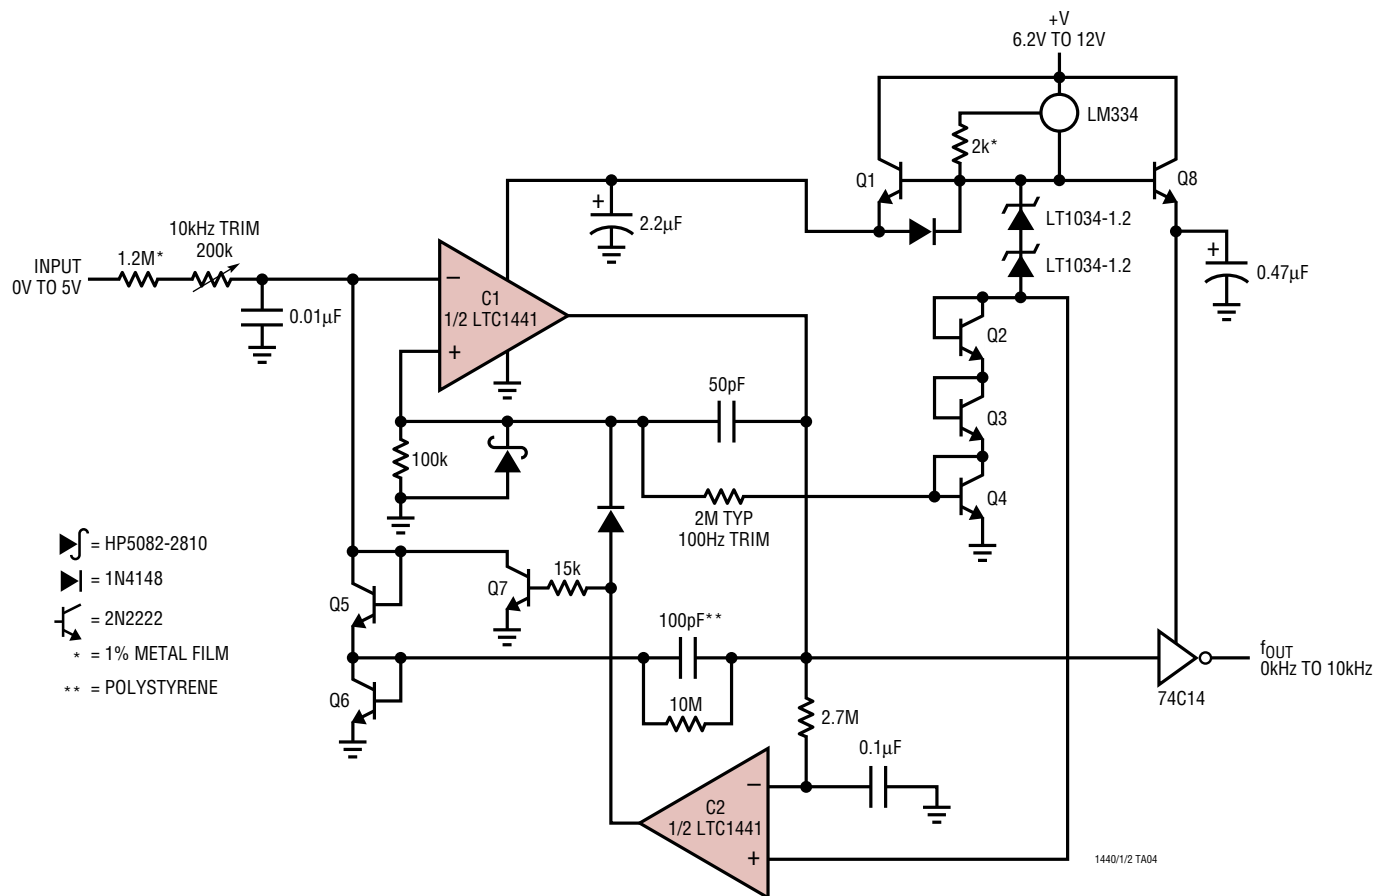 +V
6.2V TO 12V
LM334
2k*
Q1
Q8
LT1034-1.2
LT1034-1.2
+
2.2µF
+
0.47µF
10kHz TRIM
200k
1.2M*
INPUT
0V TO 5V
0.01µF
−
C1
1/2 LTC1441
+
50pF
Q2
Q3
Q4
100k
2M TYP
100Hz TRIM
= HP5082-2810
= 1N4148
= 2N2222
* = 1% METAL FILM
** = POLYSTYRENE
Q5
Q7
15k
Q6
100pF**
10M
fOUT
0kHz TO 10kHz
74C14
2.7M
0.1µF
−
C2
1/2 LTC1441
+
1440/1/2 TA04